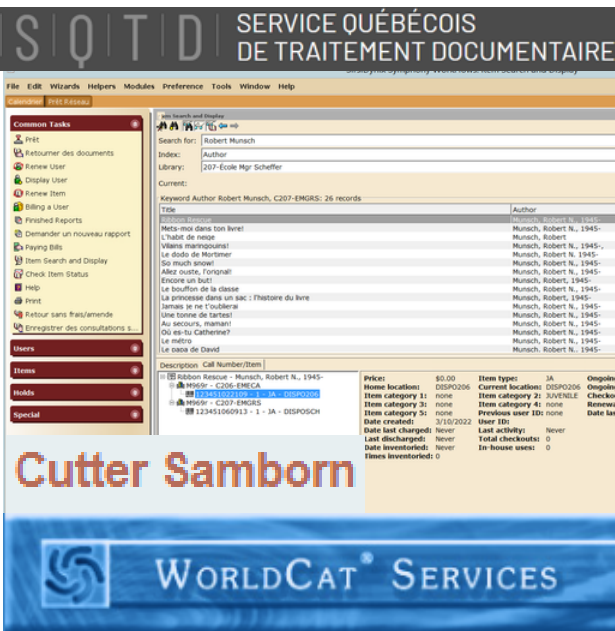 SQTD SERVICE QUÉBÉCOIS
DE TRAITEMENT DOCUMENTAIRE
File Edit Wizards Helpers Modules Preference Tools Window Help
Calendrier Prêt Réseau
Common Tasks
Prêt
Retourner des documents
Renew User
Display User
Renew Item
Billing a User
Finished Reports
Demander un nouveau rapport
Paying Bills
Item Search and Display
Check Item Status
Help
Print
Retour sans frais/amende
Enregistrer des consultations s...
Users
Items
Holds
Special
Item Search and Display
Search for: Robert Munsch
Index: Author
Library: 207-École Mgr Scheffer
Current:
Keyword Author Robert Munsch, C207-EMGRS: 26 records
Title Author
Ribbon Rescue Munsch, Robert N., 1945-
Mets-moi dans ton livre! Munsch, Robert N., 1945-
L'habit de neige Munsch, Robert
Vilains maringouins! Munsch, Robert N., 1945-,
Le dodo de Mortimer Munsch, Robert N. 1945-
So much snow! Munsch, Robert N., 1945-
Allez ouste, l'orignal! Munsch, Robert N., 1945-
Encore un but! Munsch, Robert, 1945-
Le bouffon de la classe Munsch, Robert N., 1945-
La princesse dans un sac : l'histoire du livre Munsch, Robert, 1945-
Jamais je ne t'oublierai Munsch, Robert N., 1945-
Une tonne de tartes! Munsch, Robert N., 1945-
Au secours, maman! Munsch, Robert N., 1945-
Où es-tu Catherine? Munsch, Robert N., 1945-
Le métro Munsch, Robert N., 1945-
Le papa de David Munsch, Robert N., 1945-
Description Call Number/Item
Ribbon Rescue - Munsch, Robert N., 1945-
M969r - C206-EMECA
123451022109 - 1 - JA - DISPO206
M969r - C207-EMGRS
123451060913 - 1 - JA - DISPOSCH
Price: $0.00 Item type: JA
Home location: DISPO206 Current location: DISPO206
Item category 1: none Item category 2: JUVENILE
Item category 3: none Item category 4: none
Item category 5: none Previous user ID: none
Date created: 3/10/2022 User ID:
Date last charged: Never Last activity: Never
Last discharged: Never Total checkouts: 0
Date inventoried: Never In-house uses: 0
Times inventoried: 0
Cutter Samborn
WORLDCAT® SERVICES